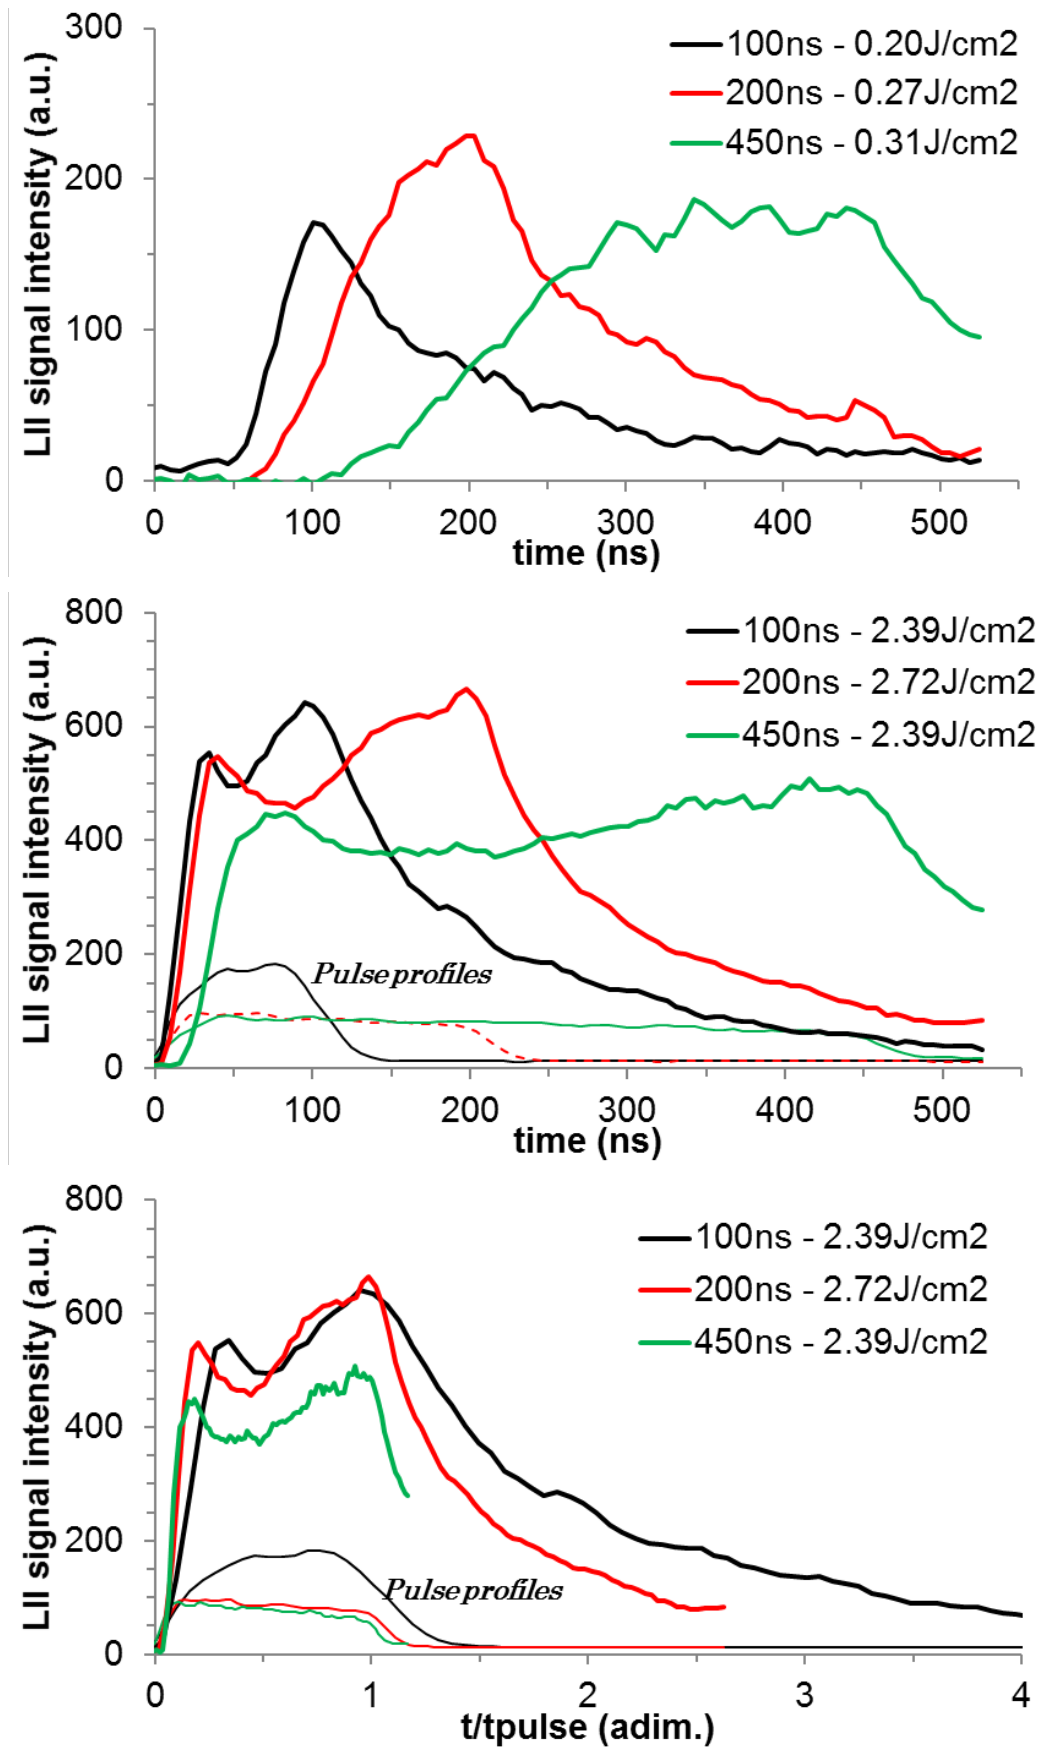 300
200
100
0
LII signal intensity (a.u.)
100ns - 0.20J/cm2
200ns - 0.27J/cm2
450ns - 0.31J/cm2
0 100 200 300 400 500
time (ns)
800
600
400
200
0
LII signal intensity (a.u.)
100ns - 2.39J/cm2
200ns - 2.72J/cm2
450ns - 2.39J/cm2
Pulse profiles
0 100 200 300 400 500
time (ns)
800
600
400
200
0
LII signal intensity (a.u.)
100ns - 2.39J/cm2
200ns - 2.72J/cm2
450ns - 2.39J/cm2
Pulse profiles
0 1 2 3 4
t/tpulse (adim.)